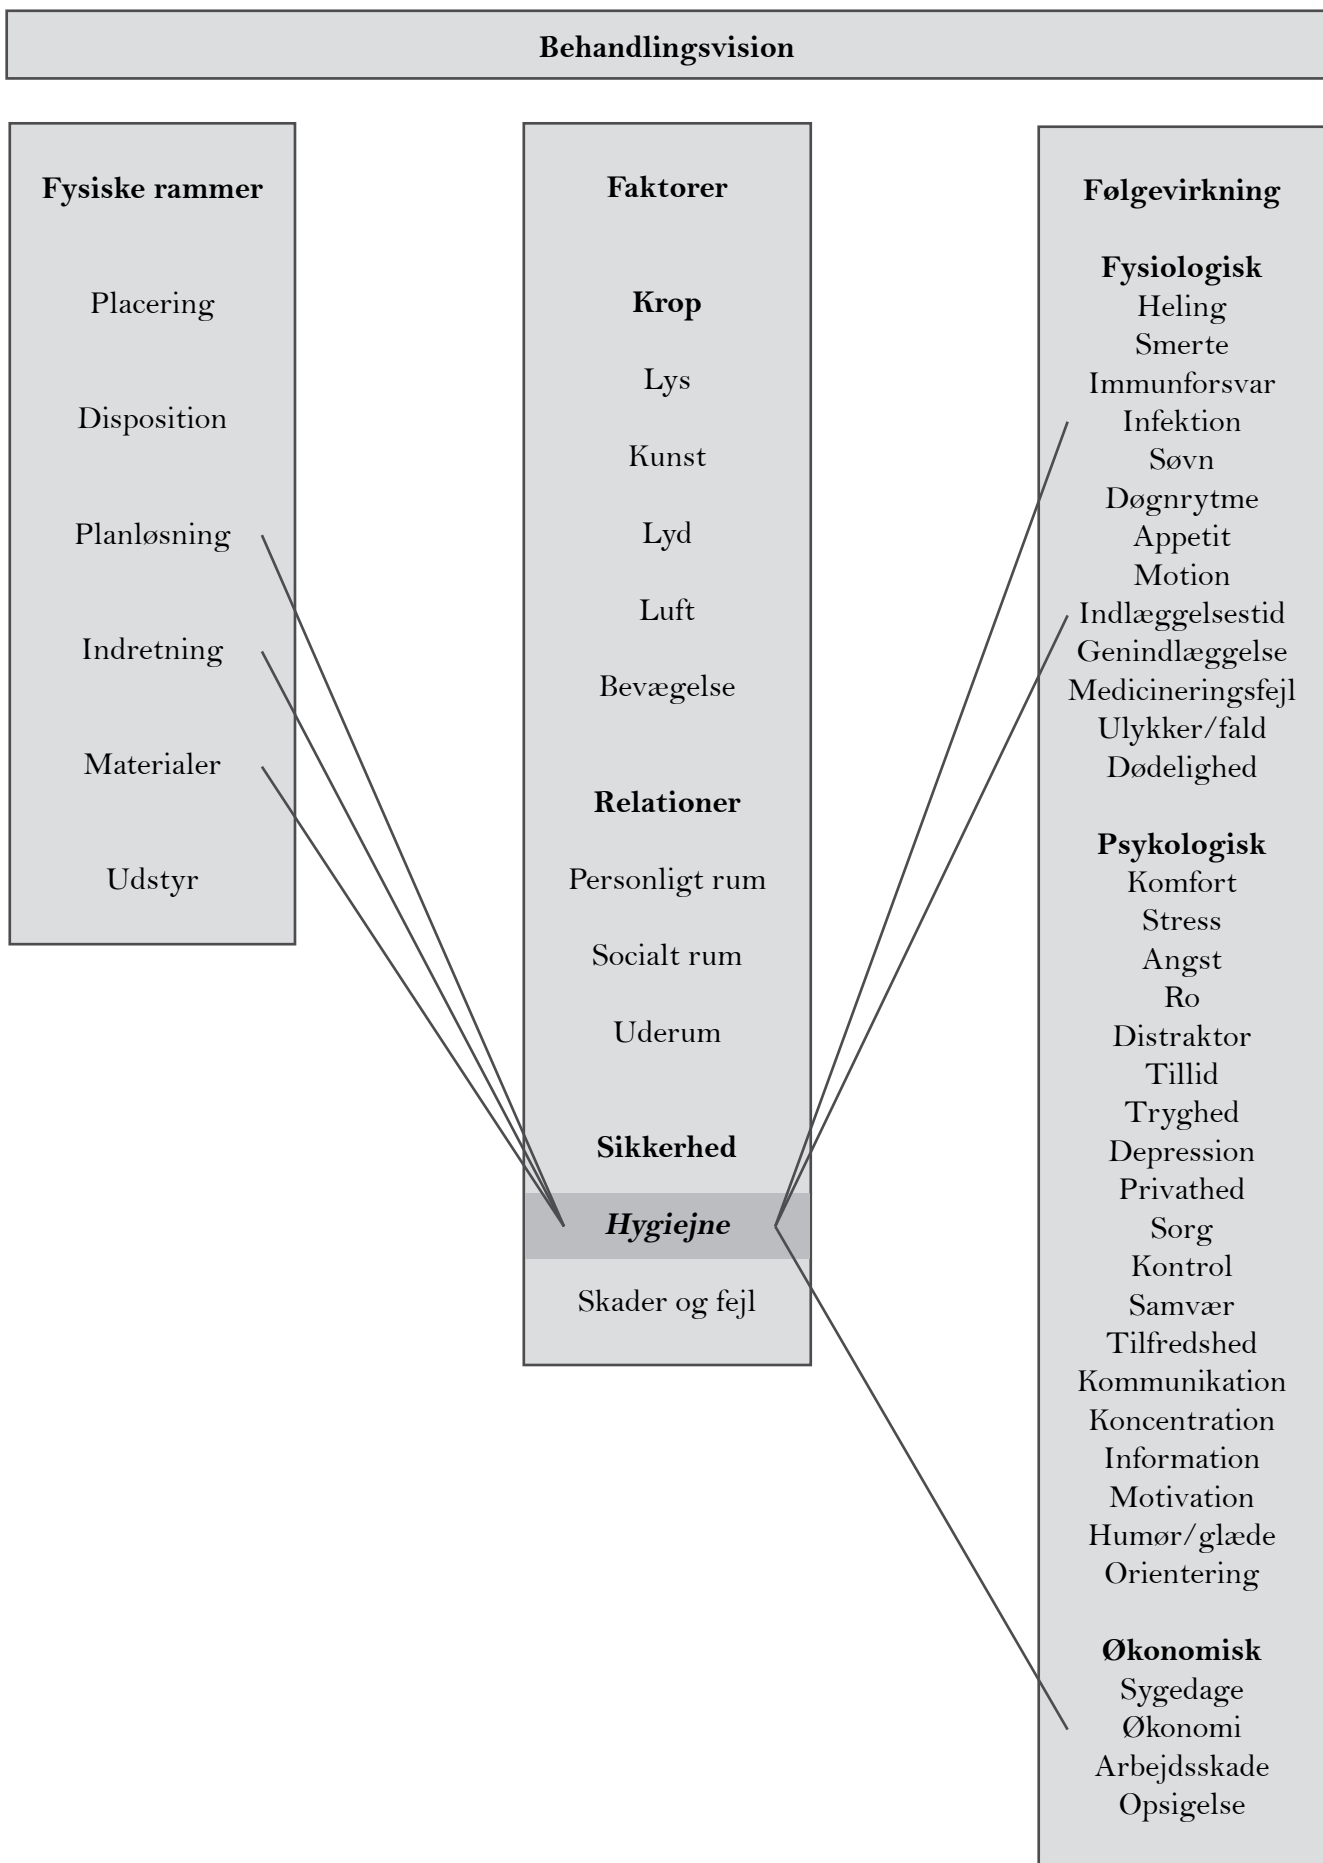 Behandlingsvision
Fysiske rammer
Placering
Disposition
Planløsning
Indretning
Materialer
Udstyr
Faktorer
Krop
Lys
Kunst
Lyd
Luft
Bevægelse
Relationer
Personligt rum
Socialt rum
Uderum
Sikkerhed
Hygiejne
Skader og fejl
Følgevirkning
Fysiologisk
Heling
Smerte
Immunforsvar
Infektion
Søvn
Døgnrytme
Appetit
Motion
Indlæggelsestid
Genindlæggelse
Medicineringsfejl
Ulykker/fald
Dødelighed
Psykologisk
Komfort
Stress
Angst
Ro
Distraktor
Tillid
Tryghed
Depression
Privathed
Sorg
Kontrol
Samvær
Tilfredshed
Kommunikation
Koncentration
Information
Motivation
Humør/glæde
Orientering
Økonomisk
Sygedage
Økonomi
Arbejdsskade
Opsigelse